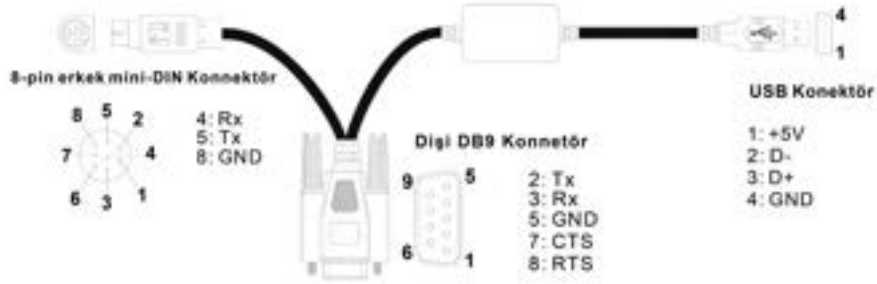 4
1
8-pin erkek mini-DIN Konnektör
USB Konektör
8 5 2
7 4
6 3 1
4: Rx
5: Tx
8: GND
Dişi DB9 Konnetör
9 5
6 1
2: Tx
3: Rx
5: GND
7: CTS
8: RTS
1: +5V
2: D-
3: D+
4: GND